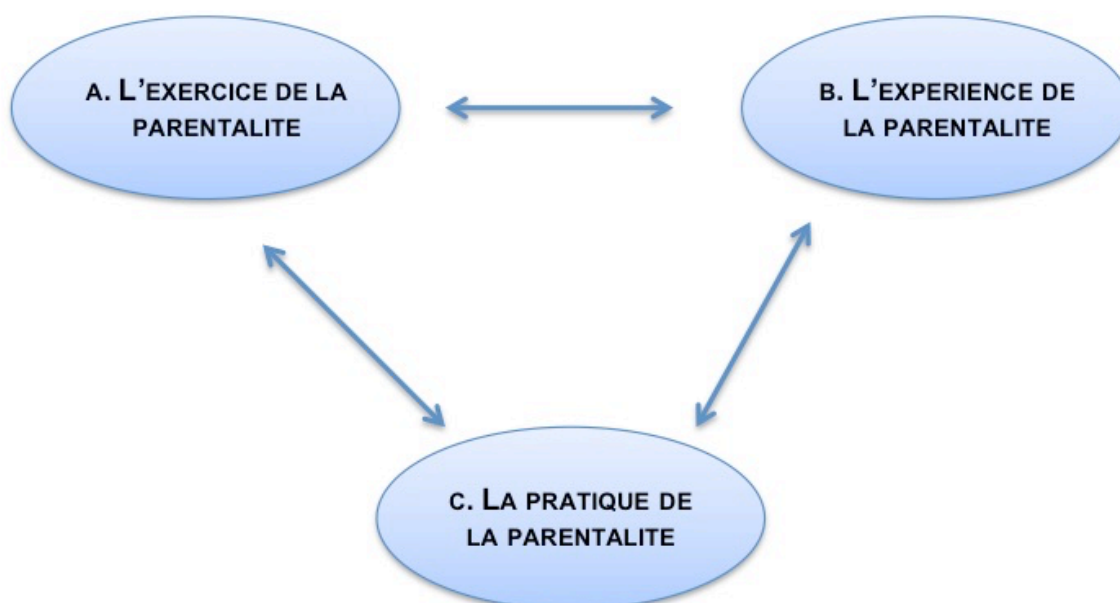 A. L'EXERCICE DE LA
PARENTALITE
B. L'EXPERIENCE DE
LA PARENTALITE
C. LA PRATIQUE DE
LA PARENTALITE